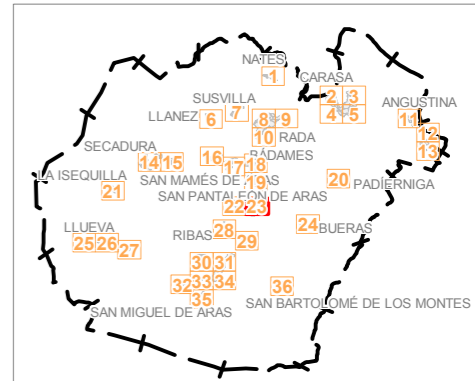 NATES
1
CARASA
2 3
SUSVILLA
7
4 5
ANGUSTINA
11
LLANEZ
6
8 9
10
RADA
12
13
SECADURA
14 15
16
BÁDAMES
17 18
LA ISEQUILLA
21
SAN MAMÉS DE ARAS
19
20
PADIÉRNIGA
SAN PANTALEÓN DE ARAS
22 23
24
BUERAS
LLUEVA
25 26 27
RIBAS
28
29
30 31
32 33 34
35
36
SAN MIGUEL DE ARAS
SAN BARTOLOMÉ DE LOS MONTES